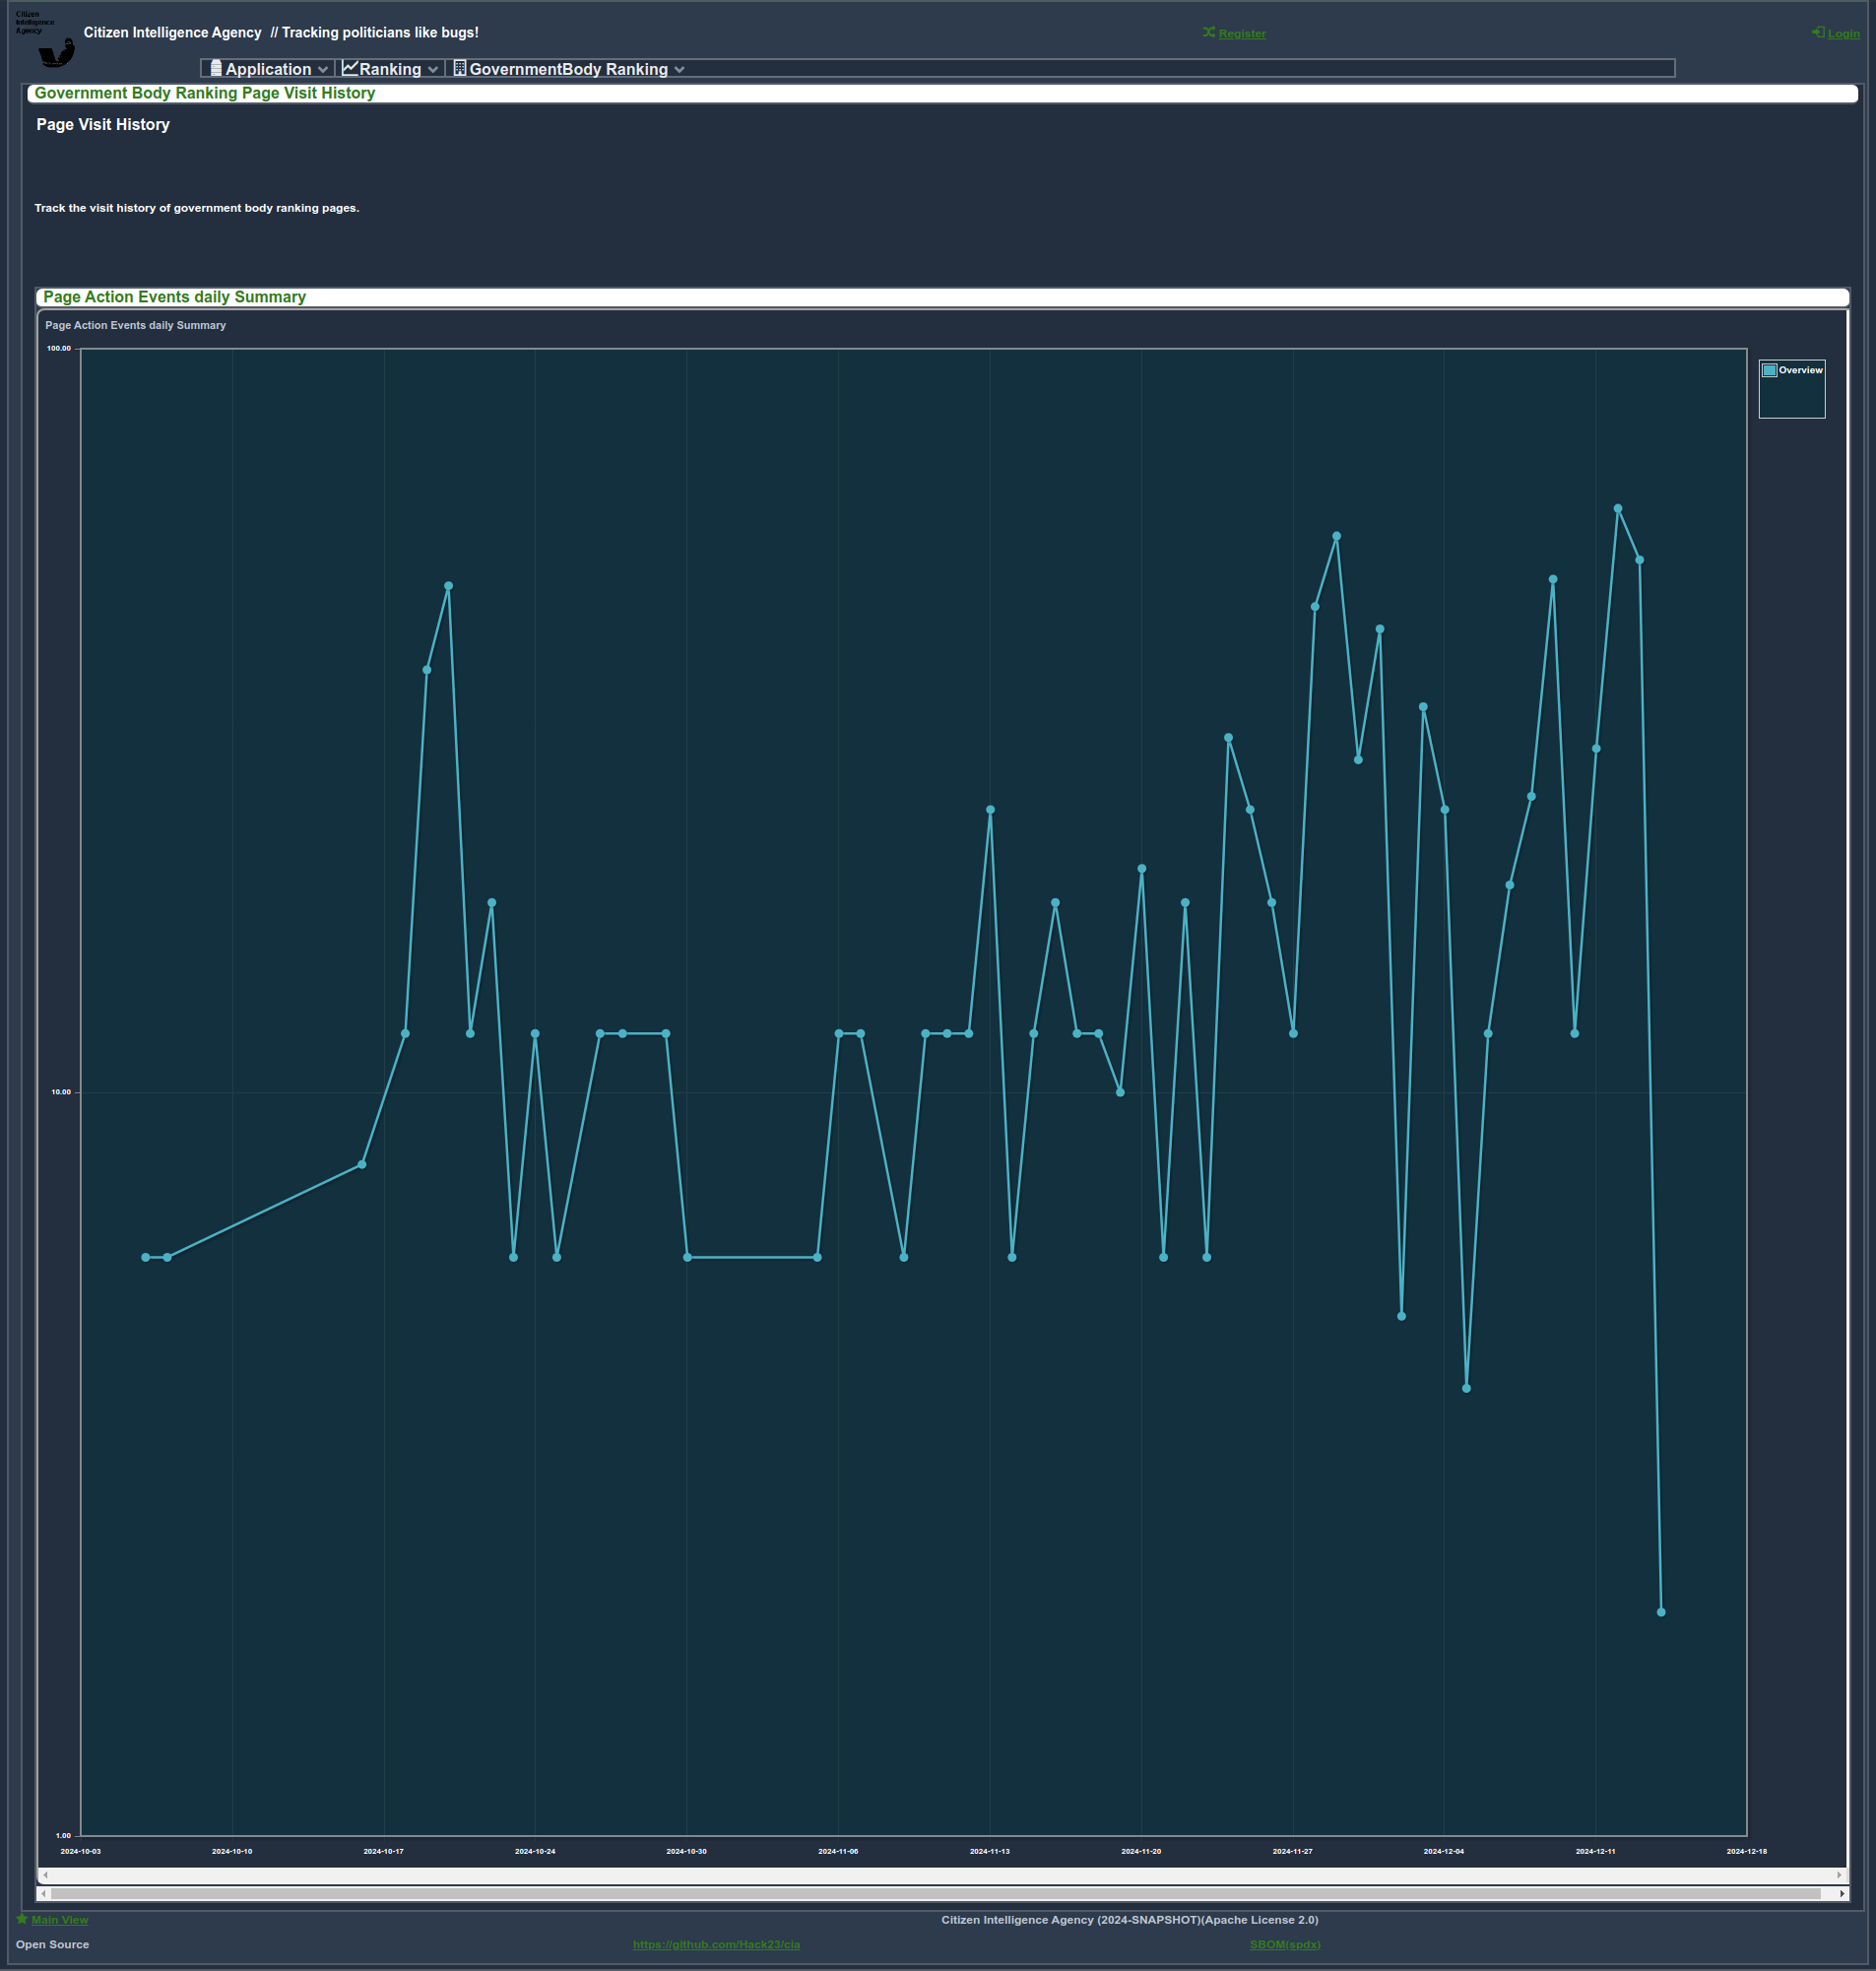 Citizen
Intelligence
Agency
Citizen Intelligence Agency // Tracking politicians like bugs!
Register
Login
Application
Ranking
GovernmentBody Ranking
Government Body Ranking Page Visit History
Page Visit History
Track the visit history of government body ranking pages.
Page Action Events daily Summary
Page Action Events daily Summary
100.00
Overview
10.00
1.00
2024-10-03
2024-10-10
2024-10-17
2024-10-24
2024-10-30
2024-11-06
2024-11-13
2024-11-20
2024-11-27
2024-12-04
2024-12-11
2024-12-18
Main View
Citizen Intelligence Agency (2024-SNAPSHOT)(Apache License 2.0)
Open Source
https://github.com/Hack23/cia
SBOM(spdx)